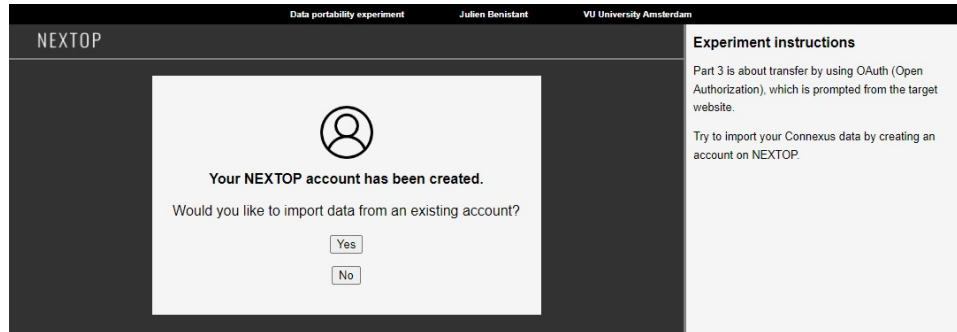 Data portability experiment Julien Benistant VU University Amsterdam
NEXTOP
Your NEXTOP account has been created.
Would you like to import data from an existing account?
Yes
No
Experiment instructions
Part 3 is about transfer by using OAuth (Open
Authorization), which is prompted from the target
website.
Try to import your Connexus data by creating an
account on NEXTOP.